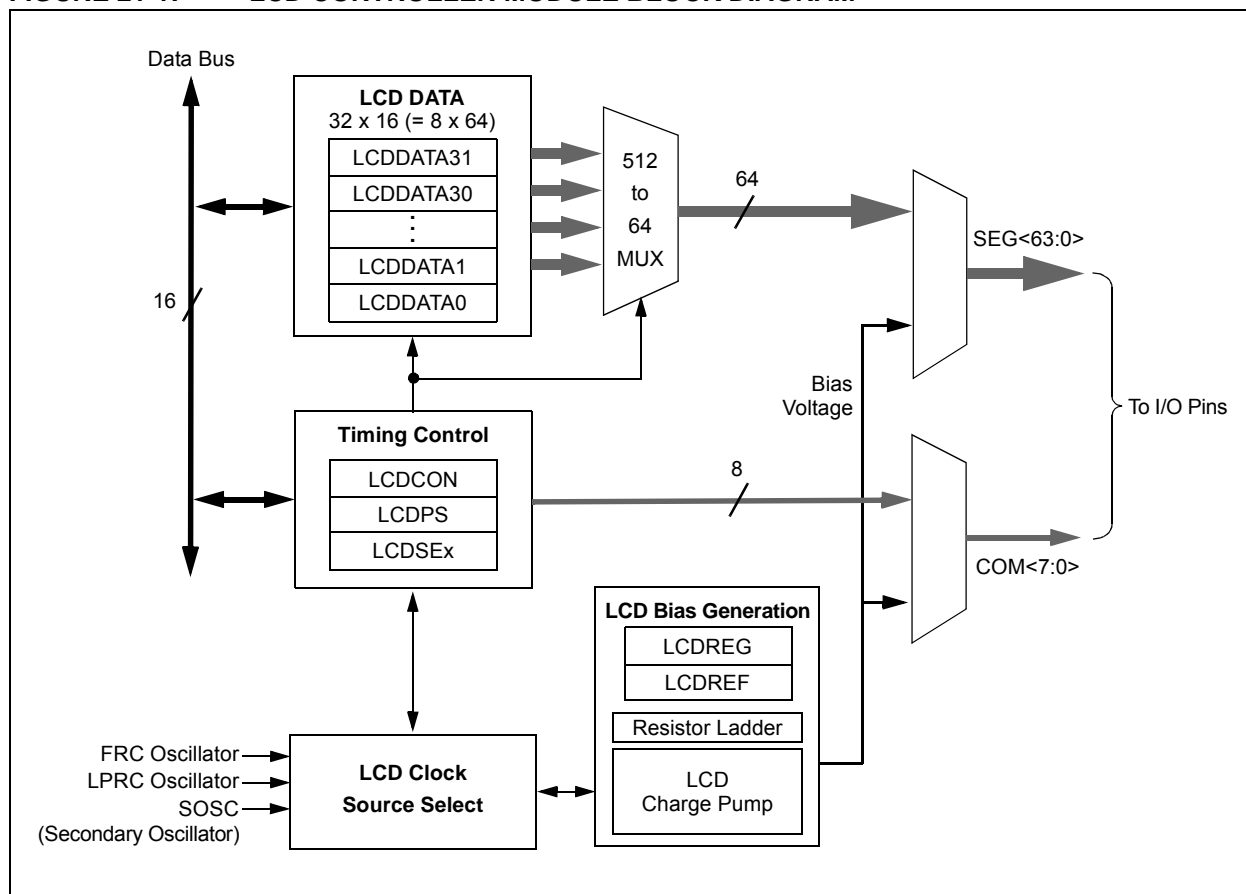 Data Bus
16
LCD DATA
32 x 16 (= 8 x 64)
LCDDATA31
LCDDATA30
⋮
LCDDATA1
LCDDATA0
512
to
64
MUX
64
SEG<63:0>
Bias
Voltage
To I/O Pins
Timing Control
LCDCON
LCDPS
LCDSEx
8
COM<7:0>
LCD Bias Generation
LCDREG
LCDREF
Resistor Ladder
LCD
Charge Pump
FRC Oscillator
LPRC Oscillator
SOSC
(Secondary Oscillator)
LCD Clock
Source Select